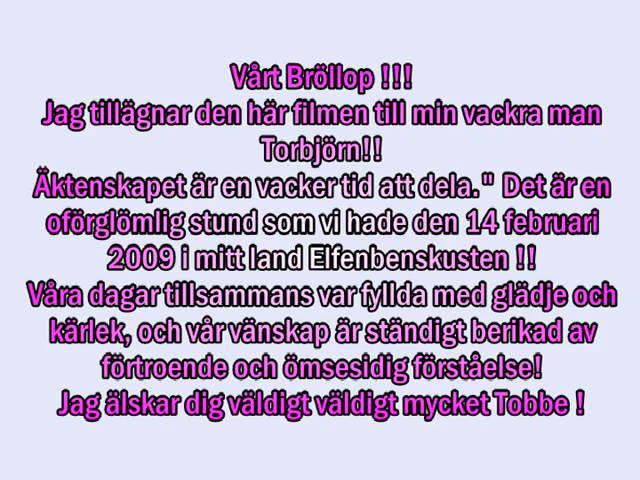 Vårt Bröllop !!!
Jag tillägnar den här filmen till min vackra man
Torbjörn!!
Äktenskapet är en vacker tid att dela." Det är en
oförglömlig stund som vi hade den 14 februari
2009 i mitt land Elfenbenskusten !!
Våra dagar tillsammans var fyllda med glädje och
kärlek, och vår vänskap är ständigt berikad av
förtroende och ömsesidig förståelse!
Jag älskar dig väldigt väldigt mycket Tobbe !